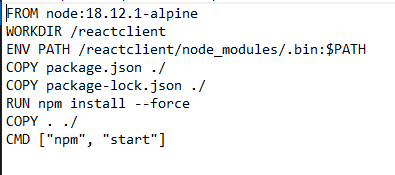 FROM node:18.12.1-alpine
WORKDIR /reactclient
ENV PATH /reactclient/node_modules/.bin:$PATH
COPY package.json ./
COPY package-lock.json ./
RUN npm install --force
COPY . ./
CMD ["npm", "start"]